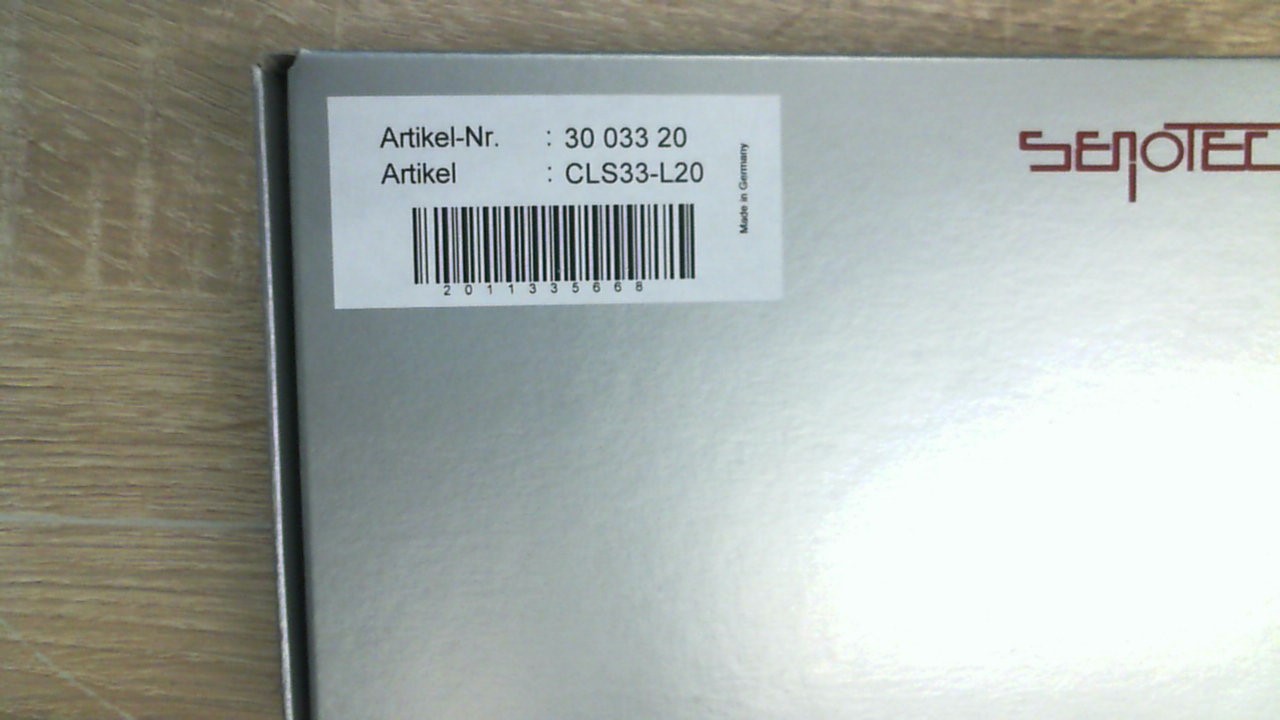 Artikel-Nr. : 30 033 20
Artikel : CLS33-L20
2011335668
Made in Germany
SENOTEC